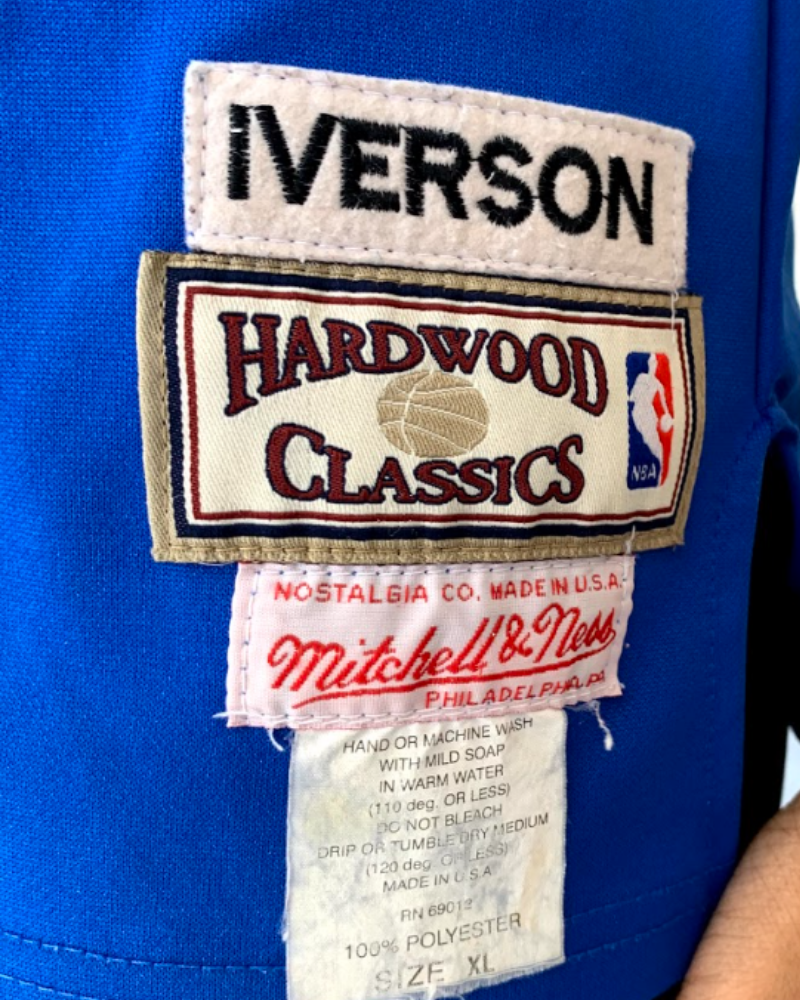 IVERSON
HARDWOOD
CLASSICS
NBA
NOSTALGIA CO. MADE IN U.S.A.
Mitchell & Ness
PHILADELPHIA, PA
HAND OR MACHINE WASH
WITH MILD SOAP
IN WARM WATER
(110 deg. OR LESS)
DO NOT BLEACH
DRIP OR TUMBLE DRY MEDIUM
(120 deg. OR LESS)
MADE IN U.S.A
RN 69012
100% POLYESTER
SIZE XL